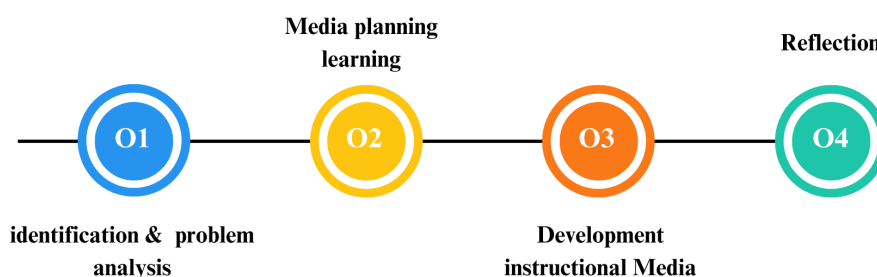 Media planning
learning
Reflection
O1
O2
O3
O4
identification & problem
analysis
Development
instructional Media